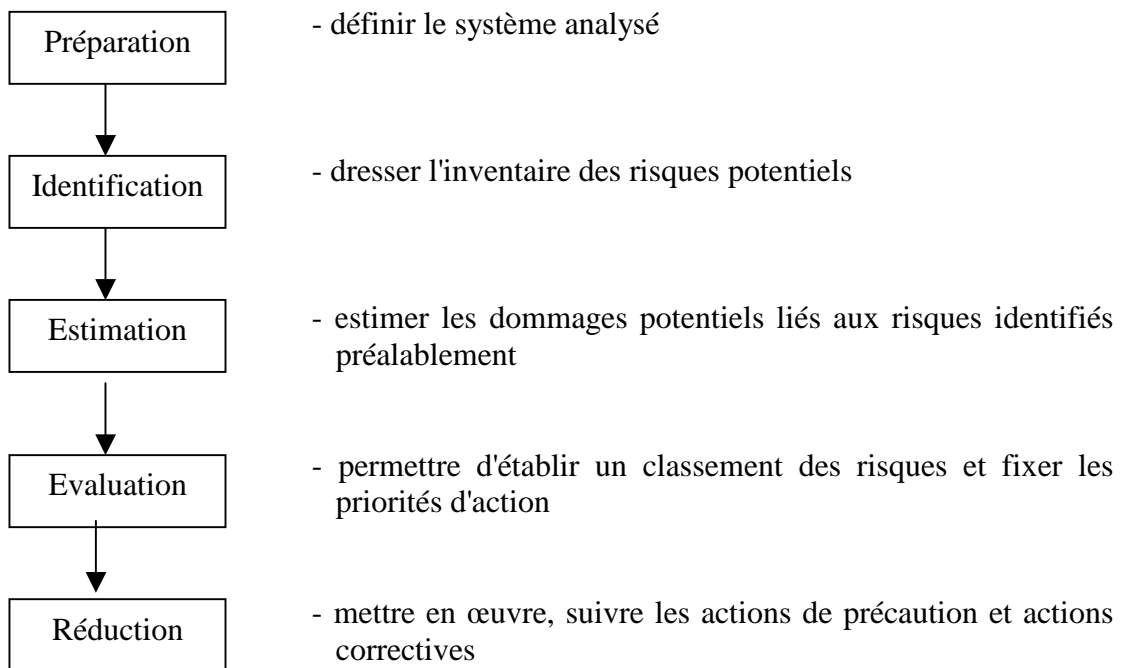 Préparation
- définir le système analysé
Identification
- dresser l'inventaire des risques potentiels
Estimation
- estimer les dommages potentiels liés aux risques identifiés
préalablement
Evaluation
- permettre d'établir un classement des risques et fixer les
priorités d'action
Réduction
- mettre en œuvre, suivre les actions de précaution et actions
correctives